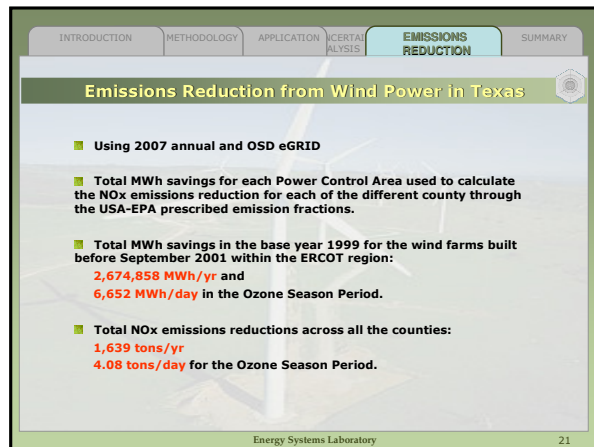 INTRODUCTION
METHODOLOGY
APPLICATION
ALYSIS
EMISSIONS
REDUCTION
SUMMARY
Emissions Reduction from Wind Power in Texas
Using 2007 annual and OSD eGRID
Total MWh savings for each Power Control Area used to calculate
the NOx emissions reduction for each of the different county through
the USA-EPA prescribed emission fractions.
Total MWh savings in the base year 1999 for the wind farms built
before September 2001 within the ERCOT region:
2,674,858 MWh/yr and
6,652 MWh/day in the Ozone Season Period.
Total NOx emissions reductions across all the counties:
1,639 tons/yr
4.08 tons/day for the Ozone Season Period.
Energy Systems Laboratory
21